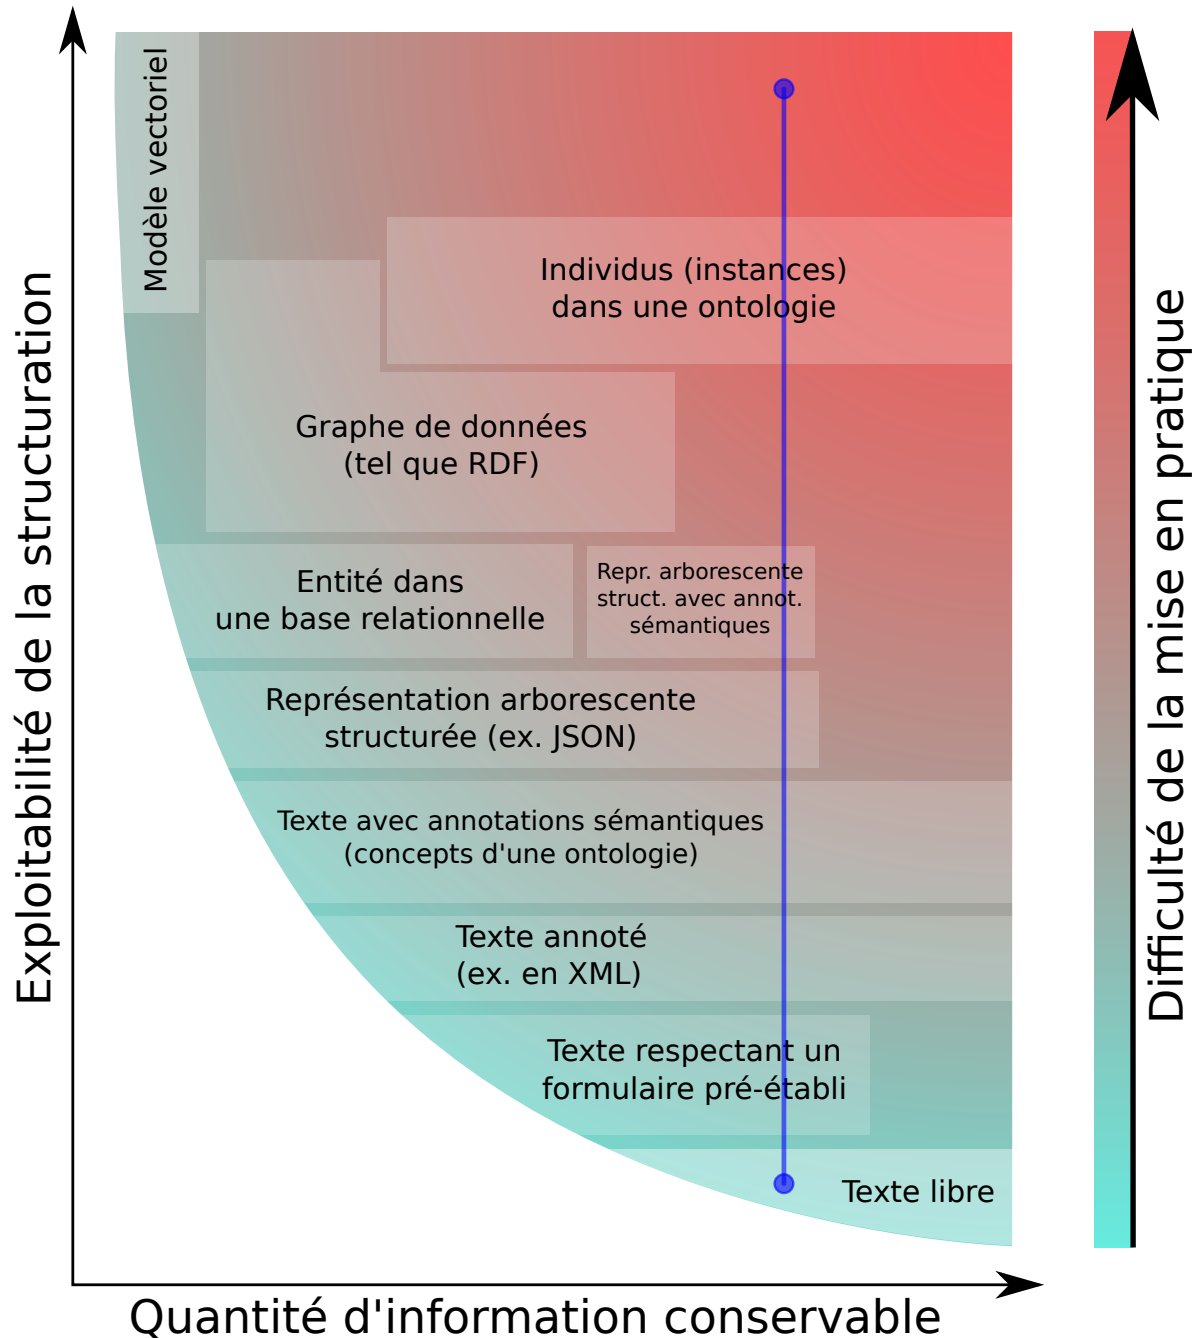 Modèle vectoriel
Individus (instances)
dans une ontologie
Graphe de données
(tel que RDF)
Entité dans
une base relationnelle
Repr. arborescente
struct. avec annot.
sémantiques
Représentation arborescente
structurée (ex. JSON)
Texte avec annotations sémantiques
(concepts d'une ontologie)
Texte annoté
(ex. en XML)
Texte respectant un
formulaire pré-établi
Texte libre
Exploitabilité de la structuration
Quantité d'information conservable
Difficulté de la mise en pratique